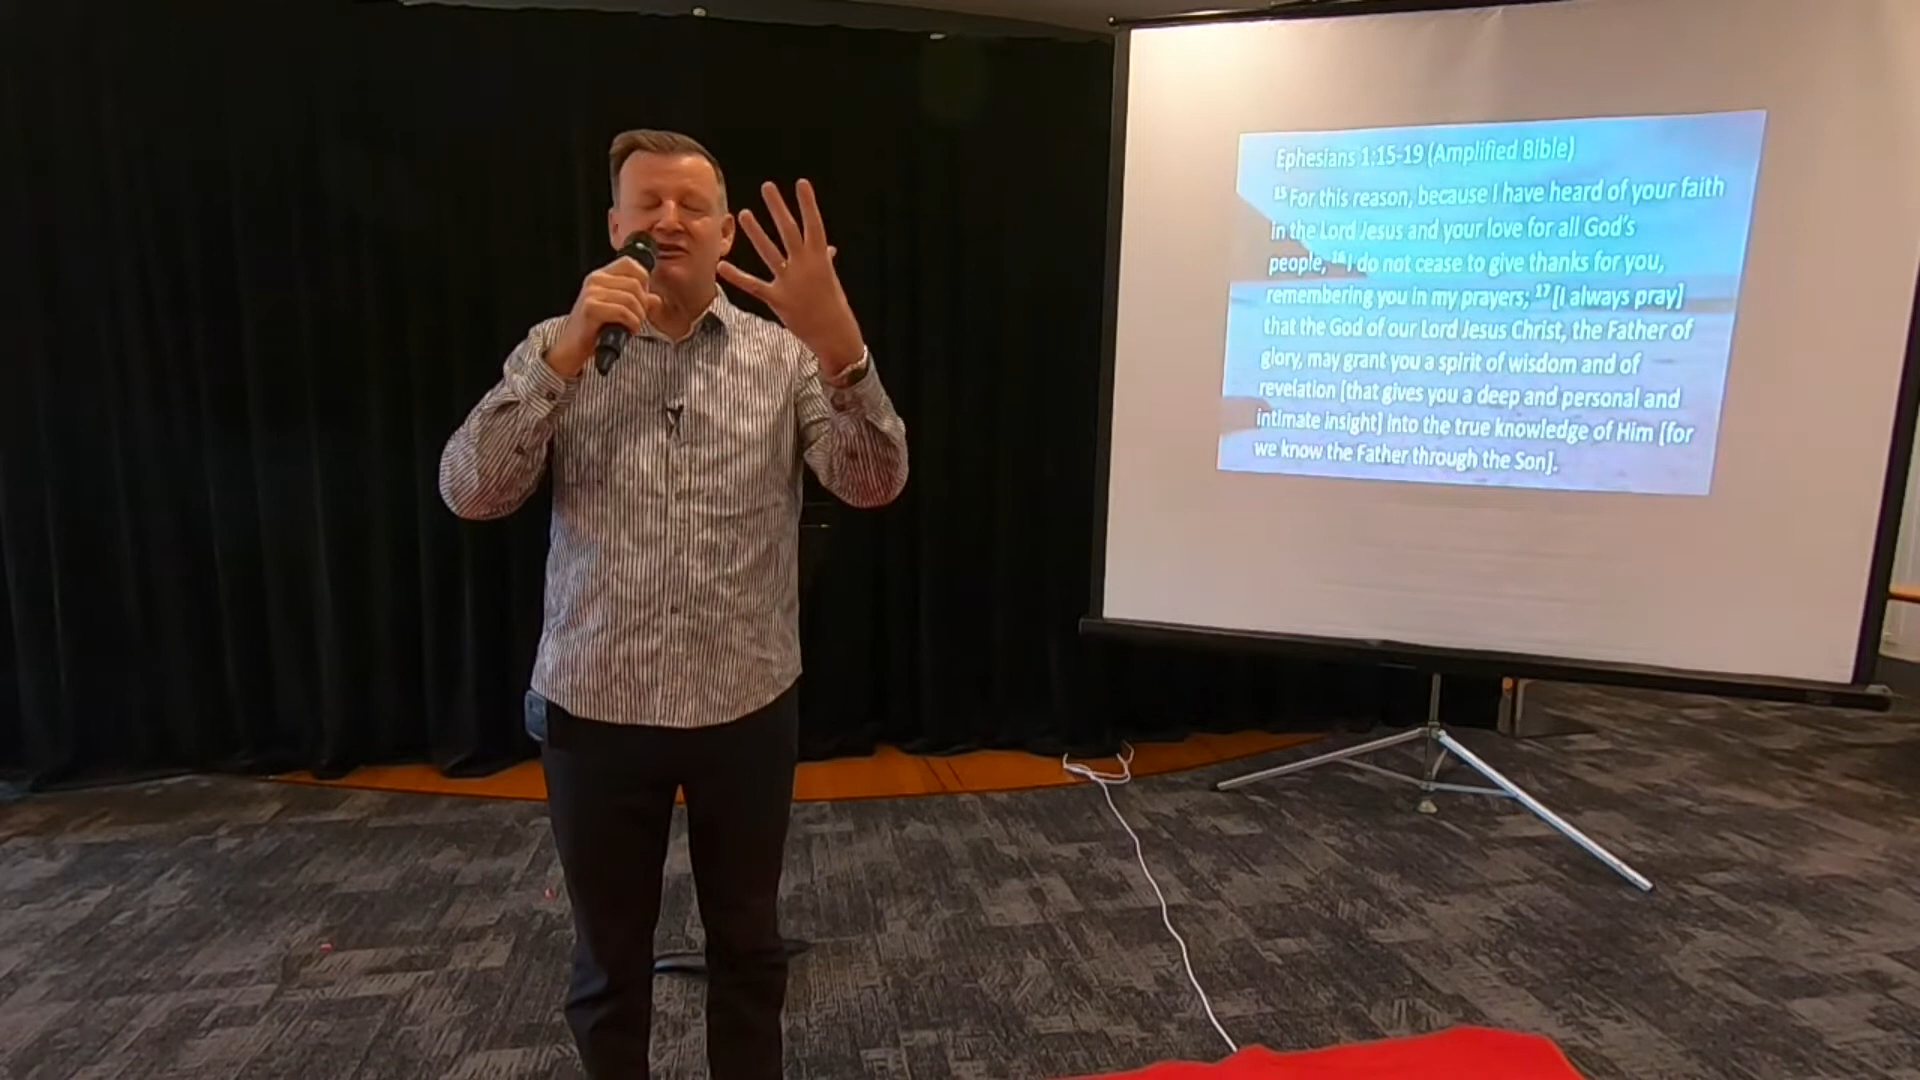 Ephesians 1:15-19 (Amplified Bible)
15 For this reason, because I have heard of your faith
in the Lord Jesus and your love for all God's
people, 16 I do not cease to give thanks for you,
remembering you in my prayers; 17 [I always pray]
that the God of our Lord Jesus Christ, the Father of
glory, may grant you a spirit of wisdom and of
revelation [that gives you a deep and personal and
intimate insight] into the true knowledge of Him [for
we know the Father through the Son].